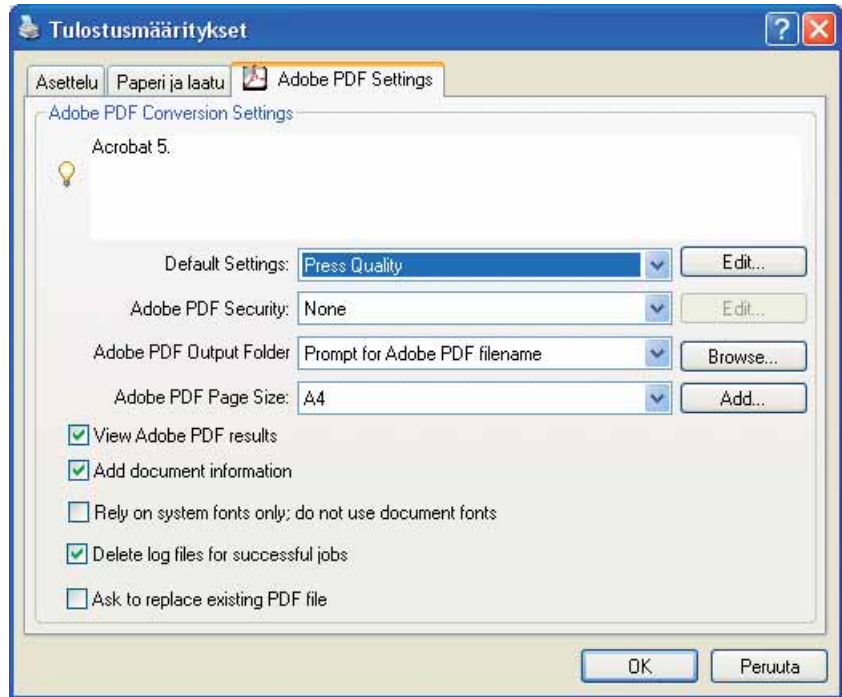 Tulostusmääritykset
Asettelu Paperi ja laatu Adobe PDF Settings
Adobe PDF Conversion Settings
Acrobat 5.
Default Settings: Press Quality Edit...
Adobe PDF Security: None Edit...
Adobe PDF Output Folder Prompt for Adobe PDF filename Browse...
Adobe PDF Page Size: A4 Add...
View Adobe PDF results
Add document information
Rely on system fonts only; do not use document fonts
Delete log files for successful jobs
Ask to replace existing PDF file
OK Peruuta